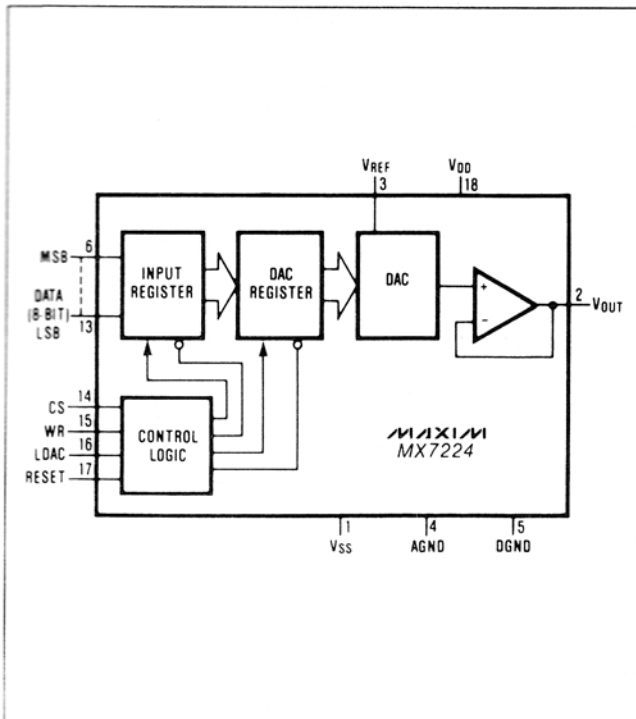 VREF
3
VDD
18
MSB
6
DATA
(8-BIT)
LSB
13
INPUT
REGISTER
DAC
REGISTER
DAC
+
−
2
VOUT
CS
14
WR
15
LDAC
16
RESET
17
CONTROL
LOGIC
MAXIM
MX7224
1
VSS
4
AGND
5
DGND